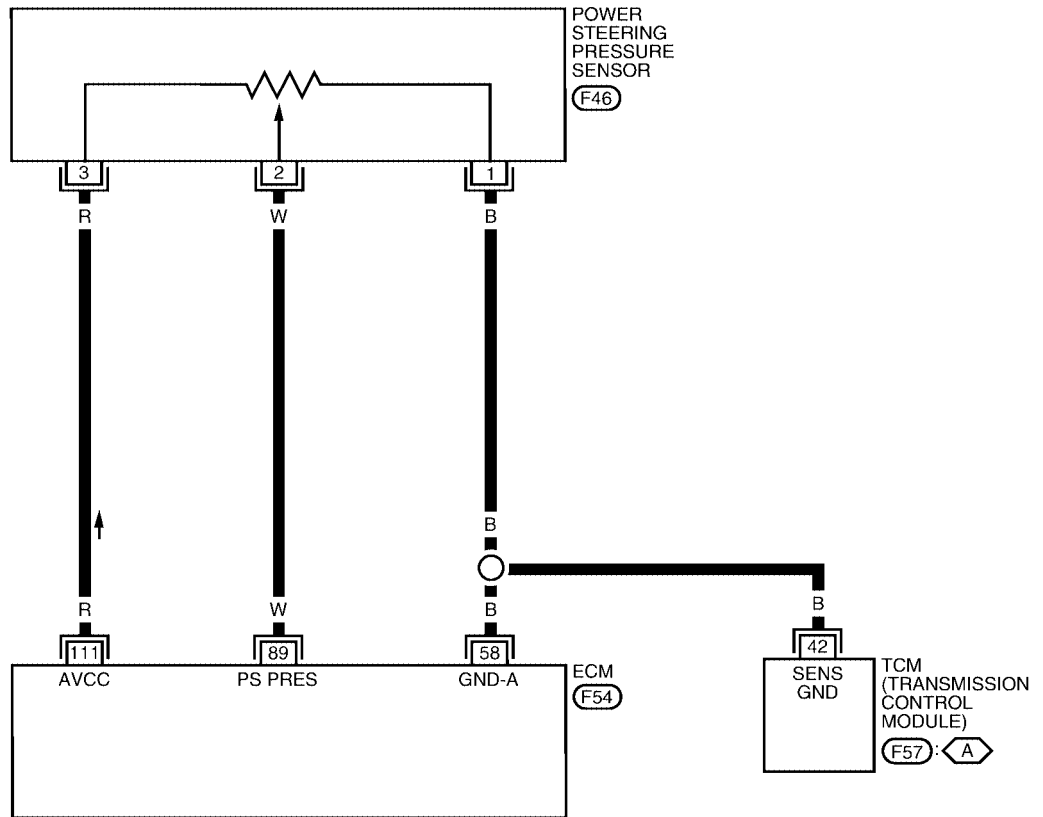 POWER
STEERING
PRESSURE
SENSOR
F46
3
2
1
R
W
B
B
R
W
B
B
111
89
58
42
AVCC
PS PRES
GND-A
ECM
F54
SENS
GND
TCM
(TRANSMISSION
CONTROL
MODULE)
F57 : A